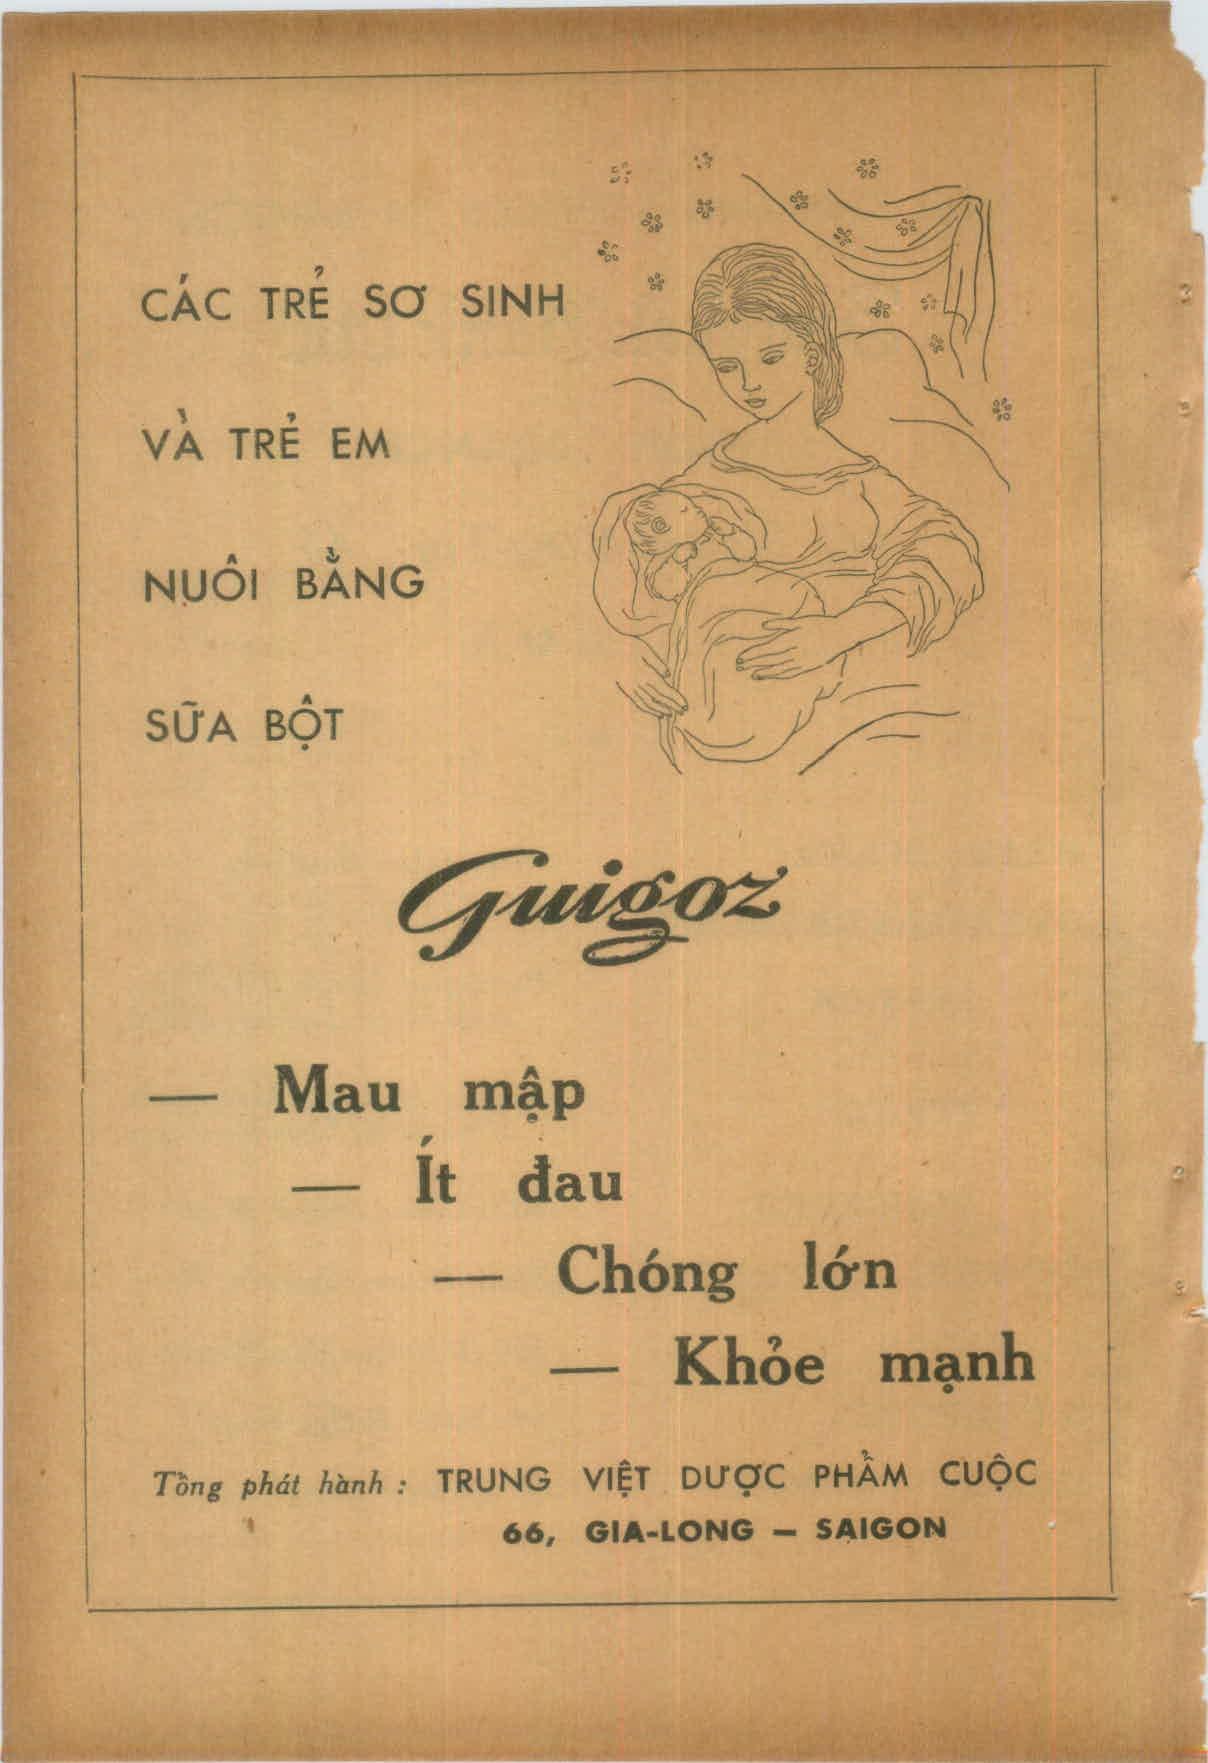 CÁC TRẺ SƠ SINH
VÀ TRẺ EM
NUÔI BẰNG
SỮA BỘT
Guigoz
— Mau mập
— Ít đau
— Chóng lớn
— Khỏe mạnh
Tổng phát hành : TRUNG VIỆT DƯỢC PHẨM CUỘC
66, GIA-LONG — SAIGON